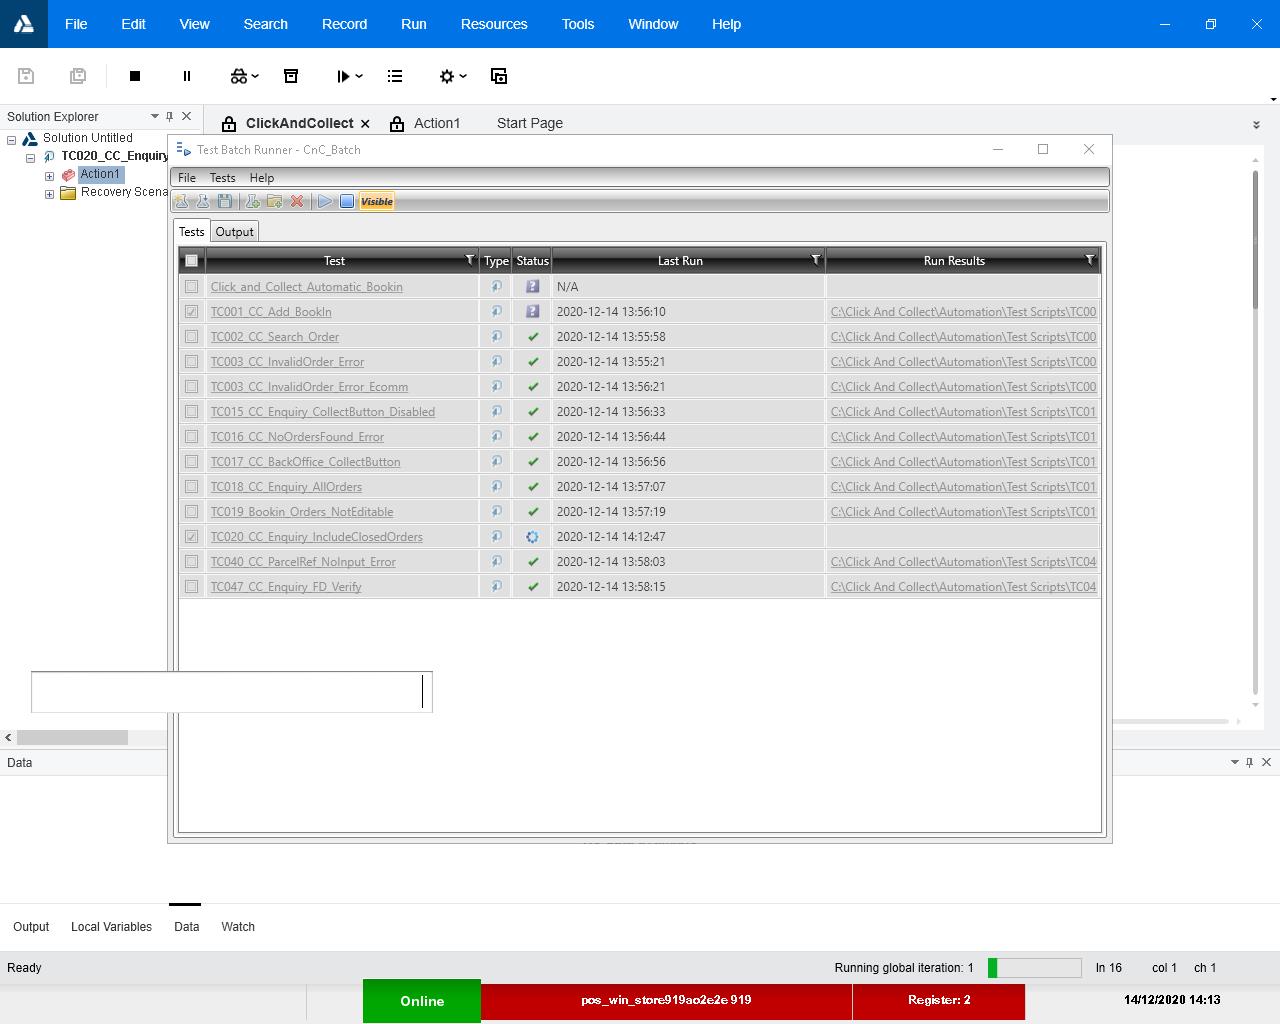 File Edit View Search Record Run Resources Tools Window Help
Solution Explorer
ClickAndCollect Action1 Start Page
Solution Untitled
TC020_CC_Enquiry
Action1
Recovery Scena
Test Batch Runner - CnC_Batch
File Tests Help
Visible
Tests Output
Test Type Status Last Run Run Results
Click_and_Collect_Automatic_Bookin N/A
TC001_CC_Add_BookIn 2020-12-14 13:56:10 C:\Click And Collect\Automation\Test Scripts\TC00
TC002_CC_Search_Order 2020-12-14 13:55:58 C:\Click And Collect\Automation\Test Scripts\TC00
TC003_CC_InvalidOrder_Error 2020-12-14 13:55:21 C:\Click And Collect\Automation\Test Scripts\TC00
TC003_CC_InvalidOrder_Error_Ecomm 2020-12-14 13:56:21 C:\Click And Collect\Automation\Test Scripts\TC00
TC015_CC_Enquiry_CollectButton_Disabled 2020-12-14 13:56:33 C:\Click And Collect\Automation\Test Scripts\TC01
TC016_CC_NoOrdersFound_Error 2020-12-14 13:56:44 C:\Click And Collect\Automation\Test Scripts\TC01
TC017_CC_BackOffice_CollectButton 2020-12-14 13:56:56 C:\Click And Collect\Automation\Test Scripts\TC01
TC018_CC_Enquiry_AllOrders 2020-12-14 13:57:07 C:\Click And Collect\Automation\Test Scripts\TC01
TC019_Bookin_Orders_NotEditable 2020-12-14 13:57:19 C:\Click And Collect\Automation\Test Scripts\TC01
TC020_CC_Enquiry_IncludeClosedOrders 2020-12-14 14:12:47
TC040_CC_ParcelRef_NoInput_Error 2020-12-14 13:58:03 C:\Click And Collect\Automation\Test Scripts\TC04
TC047_CC_Enquiry_FD_Verify 2020-12-14 13:58:15 C:\Click And Collect\Automation\Test Scripts\TC04
Data
Output Local Variables Data Watch
Ready Running global iteration: 1 ln 16 col 1 ch 1
Online pos_win_store919ao2e2e 919 Register: 2 14/12/2020 14:13